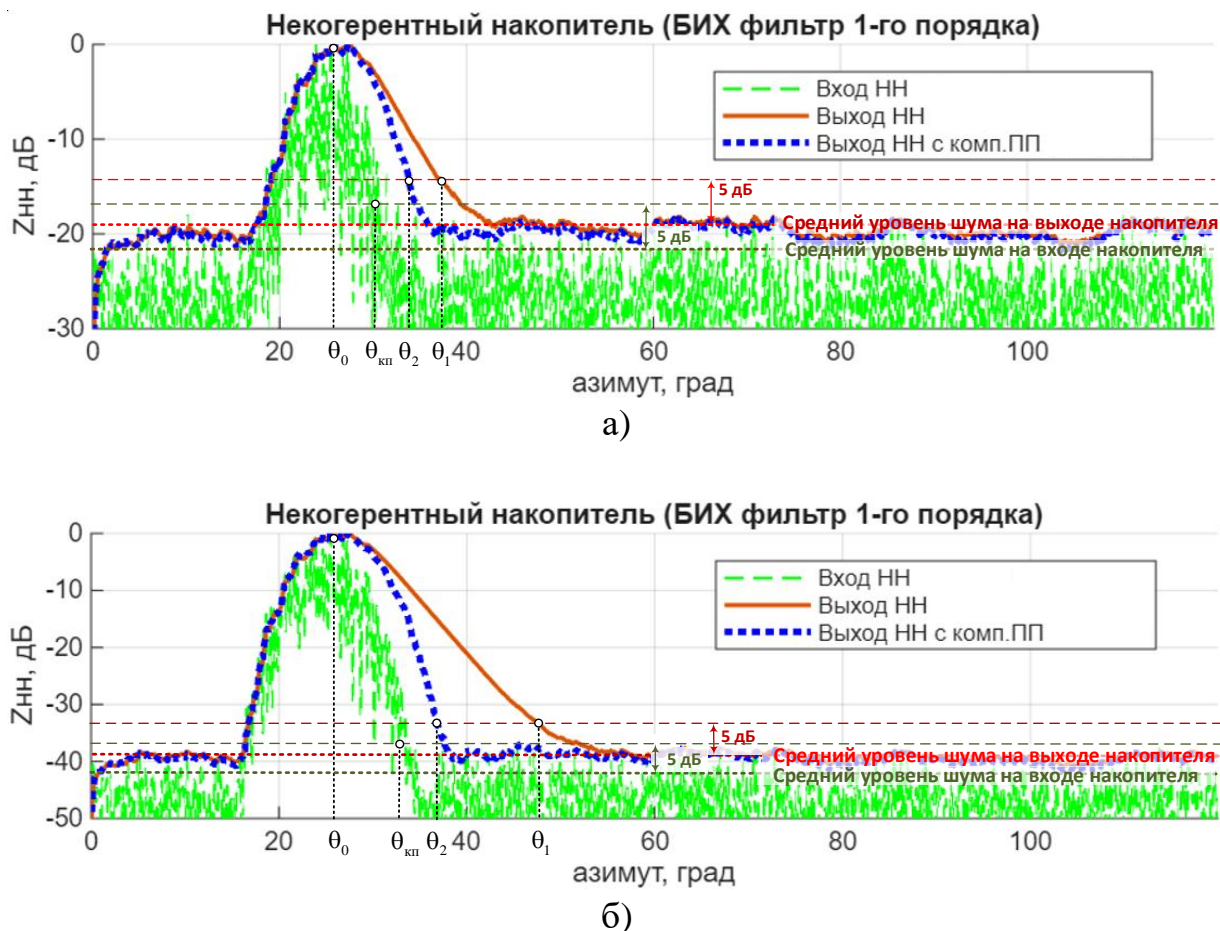 Некогерентный накопитель (БИХ фильтр 1-го порядка)
Zнн, дБ
0
-10
-20
-30
Вход НН
Выход НН
Выход НН с комп.ПП
5 дБ
5 дБ
Средний уровень шума на выходе накопителя
Средний уровень шума на входе накопителя
0 20 θ0 θкп θ2 θ1 40 60 80 100
азимут, град
а)
Некогерентный накопитель (БИХ фильтр 1-го порядка)
Zнн, дБ
0
-10
-20
-30
-40
-50
Вход НН
Выход НН
Выход НН с комп.ПП
5 дБ
5 дБ
Средний уровень шума на выходе накопителя
Средний уровень шума на входе накопителя
0 20 θ0 θкп θ2 40 θ1 60 80 100
азимут, град
б)